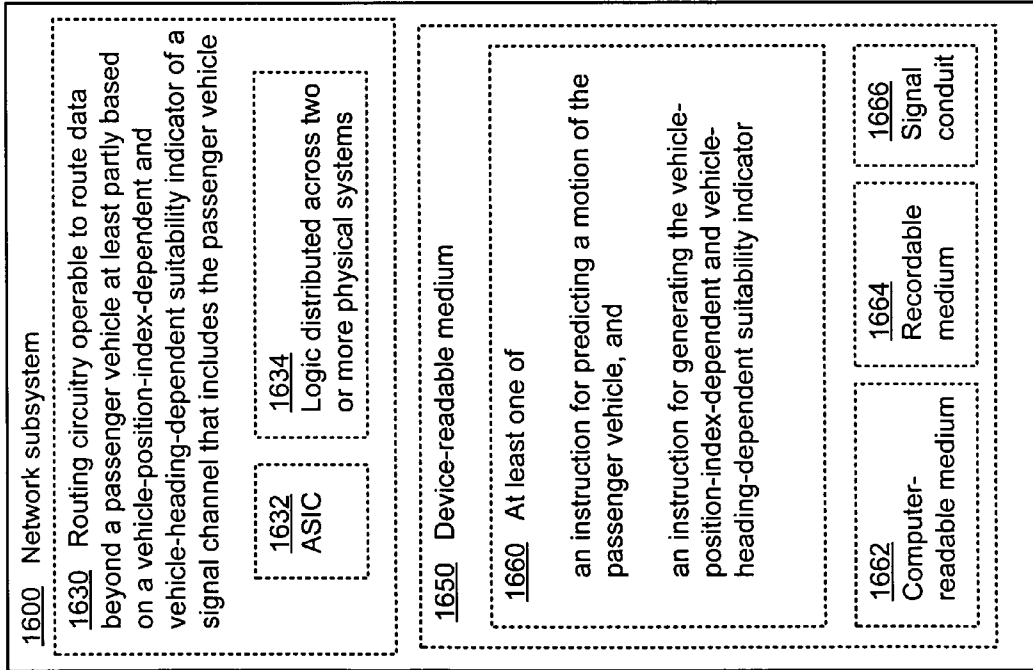 1600 Network subsystem
1630 Routing circuitry operable to route data
beyond a passenger vehicle at least partly based
on a vehicle-position-index-dependent and
vehicle-heading-dependent suitability indicator of a
signal channel that includes the passenger vehicle
1632
ASIC
1634
Logic distributed across two
or more physical systems
1650 Device-readable medium
1660 At least one of
an instruction for predicting a motion of the
passenger vehicle, and
an instruction for generating the vehicle-
position-index-dependent and vehicle-
heading-dependent suitability indicator
1662
Computer-
readable medium
1664
Recordable
medium
1666
Signal
conduit